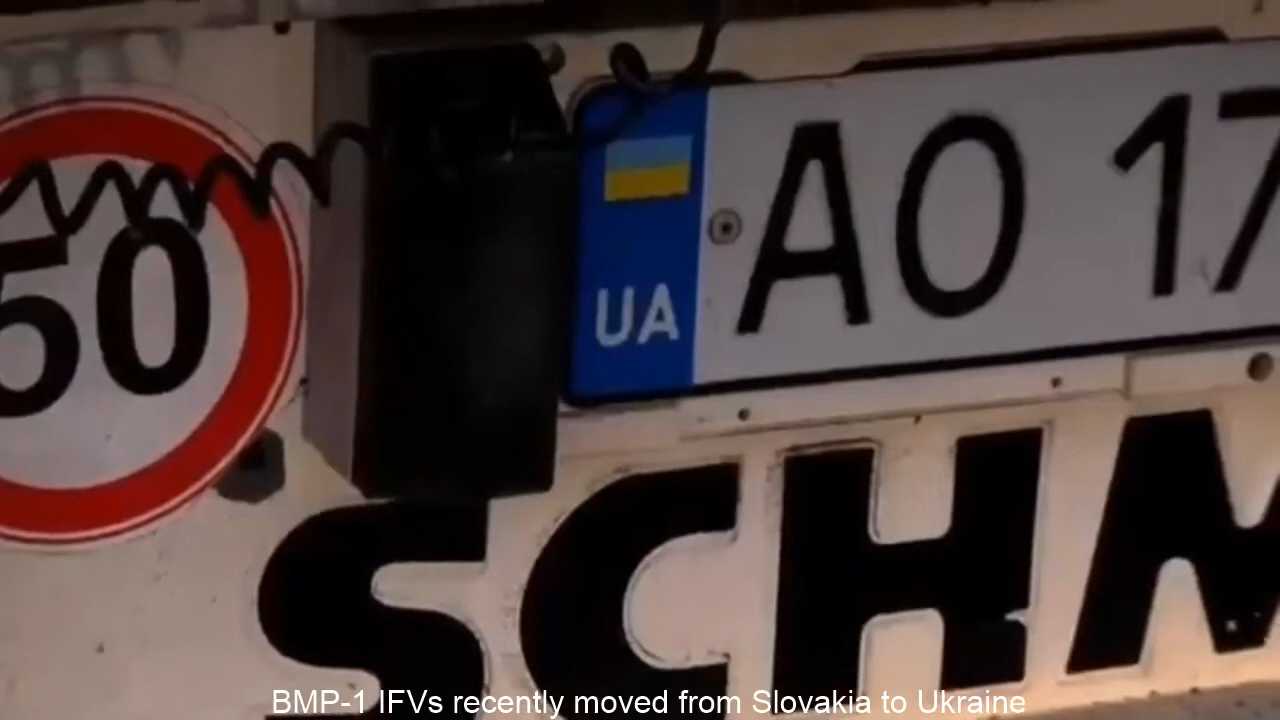 50
UA
AO 17
SCHM
BMP-1 IFVs recently moved from Slovakia to Ukraine